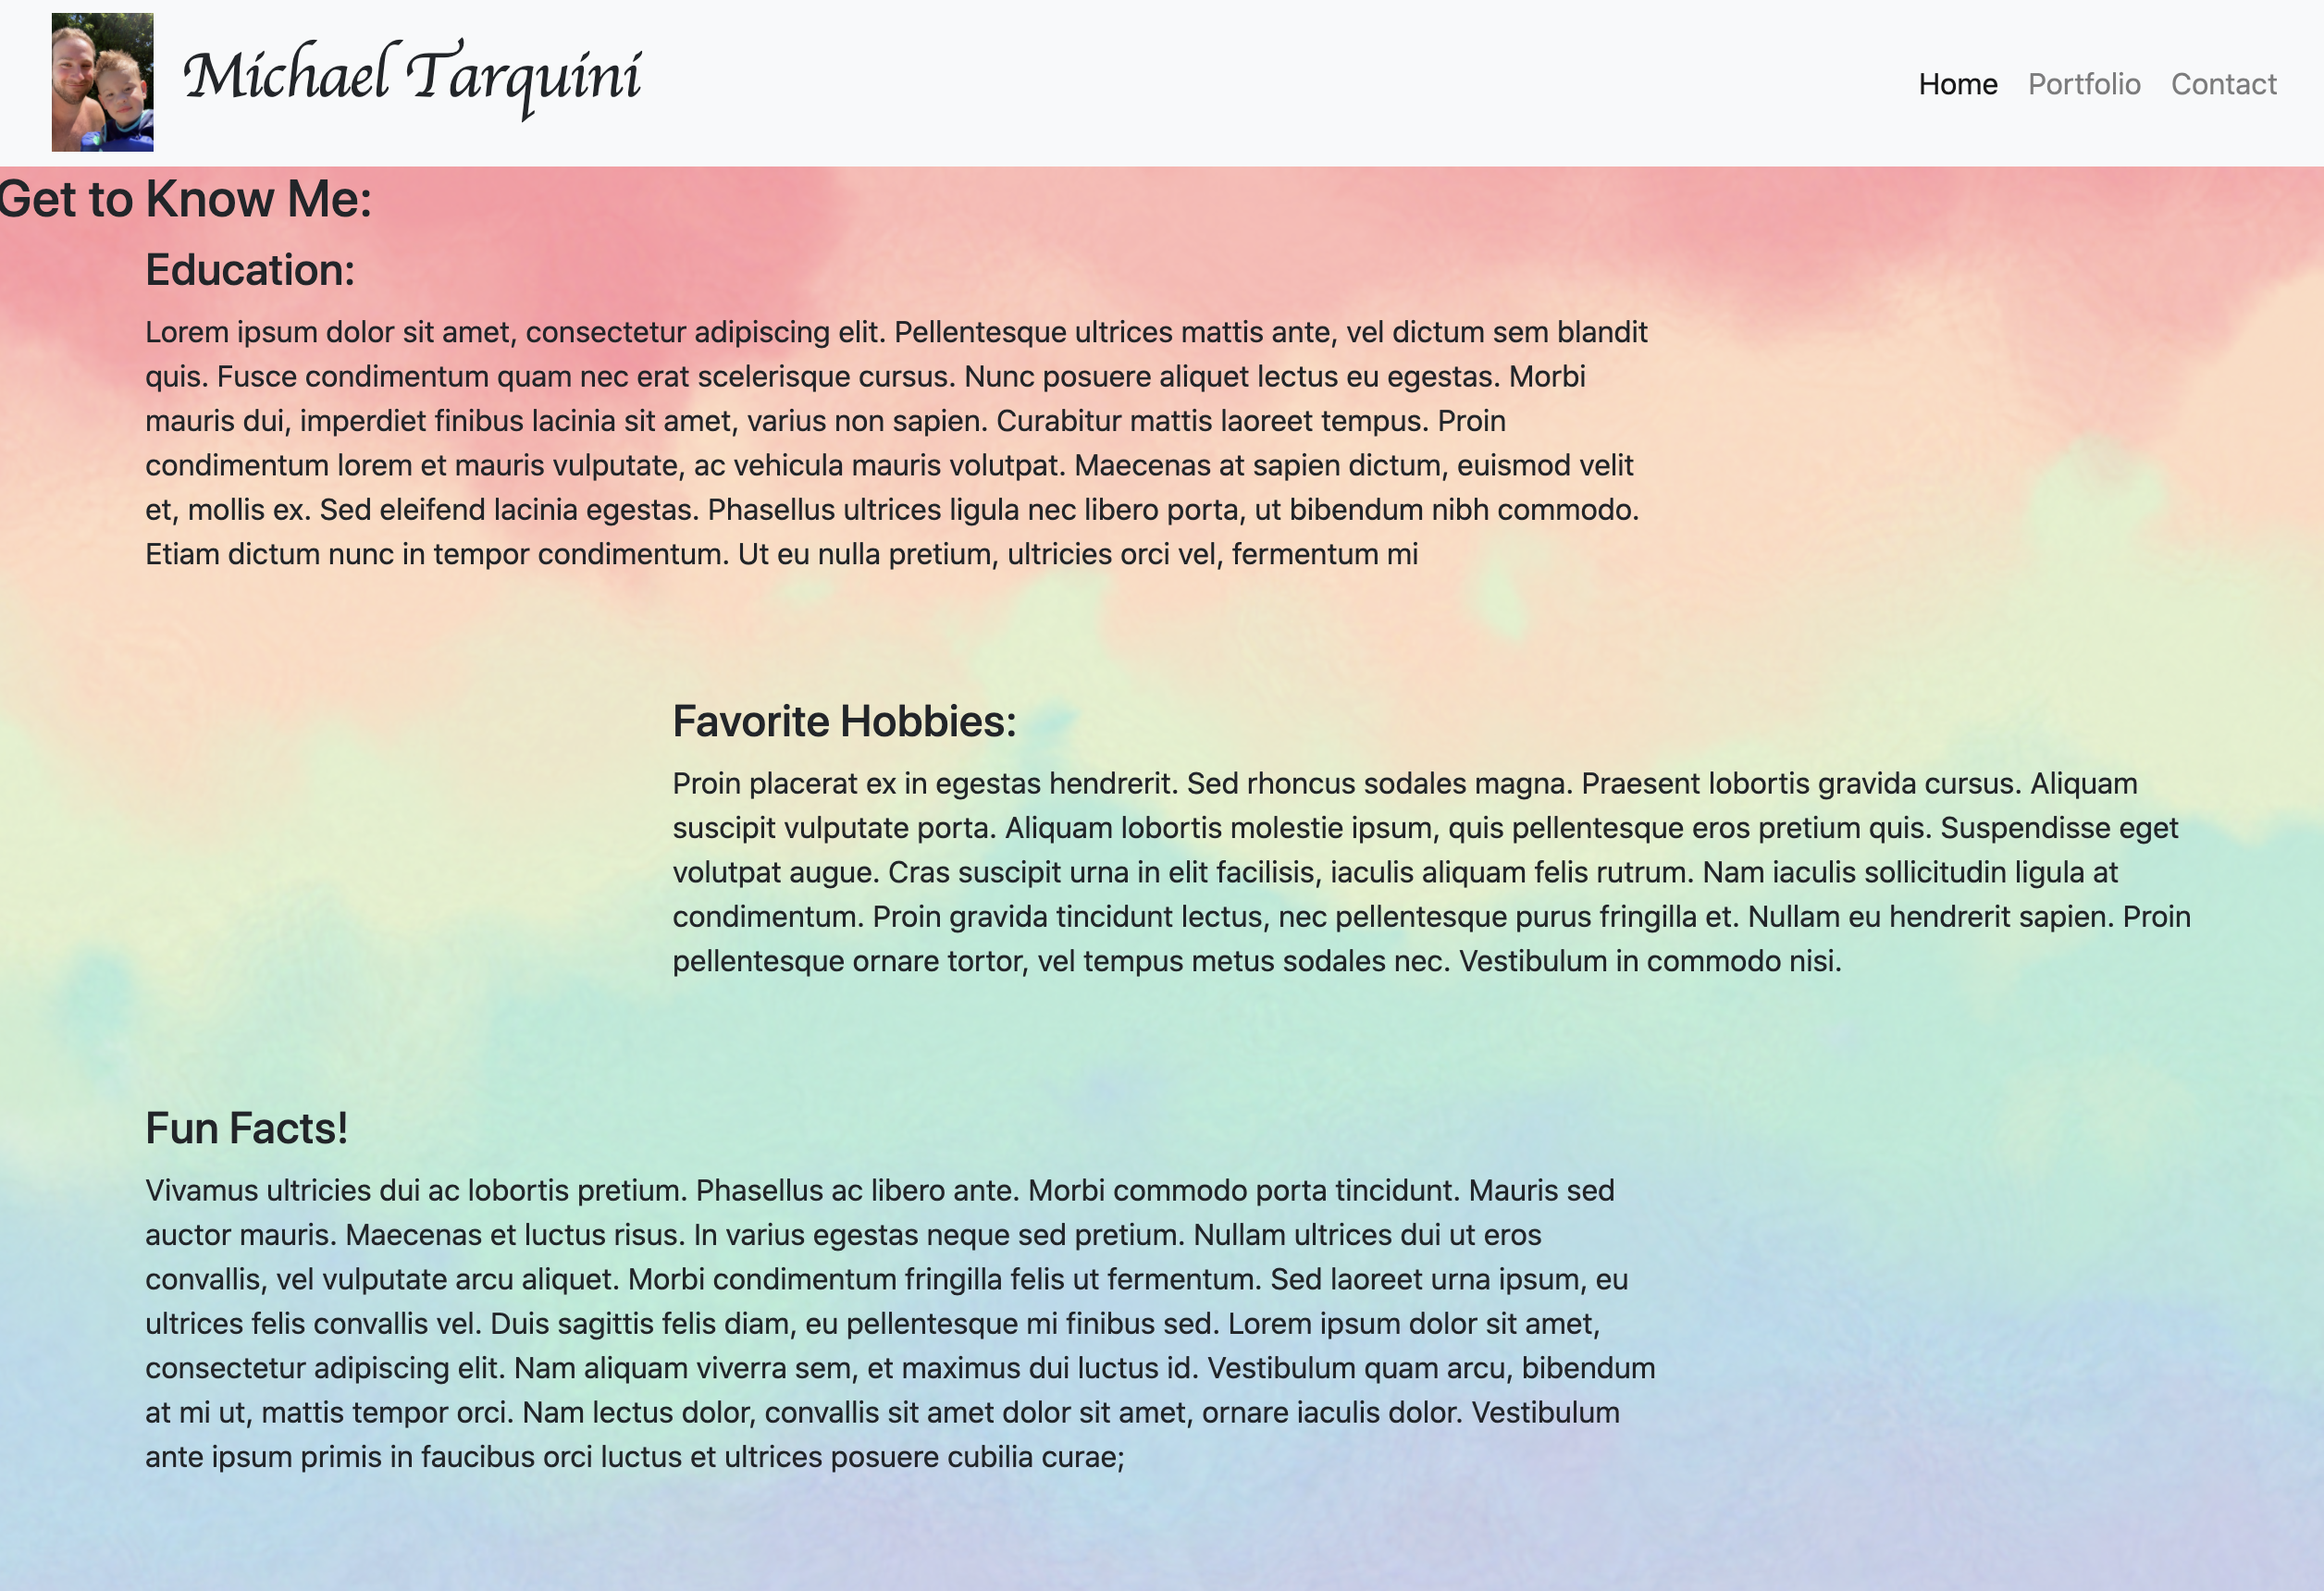 Michael Tarquini
Home Portfolio Contact
Get to Know Me:
Education:
Lorem ipsum dolor sit amet, consectetur adipiscing elit. Pellentesque ultrices mattis ante, vel dictum sem blandit
quis. Fusce condimentum quam nec erat scelerisque cursus. Nunc posuere aliquet lectus eu egestas. Morbi
mauris dui, imperdiet finibus lacinia sit amet, varius non sapien. Curabitur mattis laoreet tempus. Proin
condimentum lorem et mauris vulputate, ac vehicula mauris volutpat. Maecenas at sapien dictum, euismod velit
et, mollis ex. Sed eleifend lacinia egestas. Phasellus ultrices ligula nec libero porta, ut bibendum nibh commodo.
Etiam dictum nunc in tempor condimentum. Ut eu nulla pretium, ultricies orci vel, fermentum mi
Favorite Hobbies:
Proin placerat ex in egestas hendrerit. Sed rhoncus sodales magna. Praesent lobortis gravida cursus. Aliquam
suscipit vulputate porta. Aliquam lobortis molestie ipsum, quis pellentesque eros pretium quis. Suspendisse eget
volutpat augue. Cras suscipit urna in elit facilisis, iaculis aliquam felis rutrum. Nam iaculis sollicitudin ligula at
condimentum. Proin gravida tincidunt lectus, nec pellentesque purus fringilla et. Nullam eu hendrerit sapien. Proin
pellentesque ornare tortor, vel tempus metus sodales nec. Vestibulum in commodo nisi.
Fun Facts!
Vivamus ultricies dui ac lobortis pretium. Phasellus ac libero ante. Morbi commodo porta tincidunt. Mauris sed
auctor mauris. Maecenas et luctus risus. In varius egestas neque sed pretium. Nullam ultrices dui ut eros
convallis, vel vulputate arcu aliquet. Morbi condimentum fringilla felis ut fermentum. Sed laoreet urna ipsum, eu
ultrices felis convallis vel. Duis sagittis felis diam, eu pellentesque mi finibus sed. Lorem ipsum dolor sit amet,
consectetur adipiscing elit. Nam aliquam viverra sem, et maximus dui luctus id. Vestibulum quam arcu, bibendum
at mi ut, mattis tempor orci. Nam lectus dolor, convallis sit amet dolor sit amet, ornare iaculis dolor. Vestibulum
ante ipsum primis in faucibus orci luctus et ultrices posuere cubilia curae;